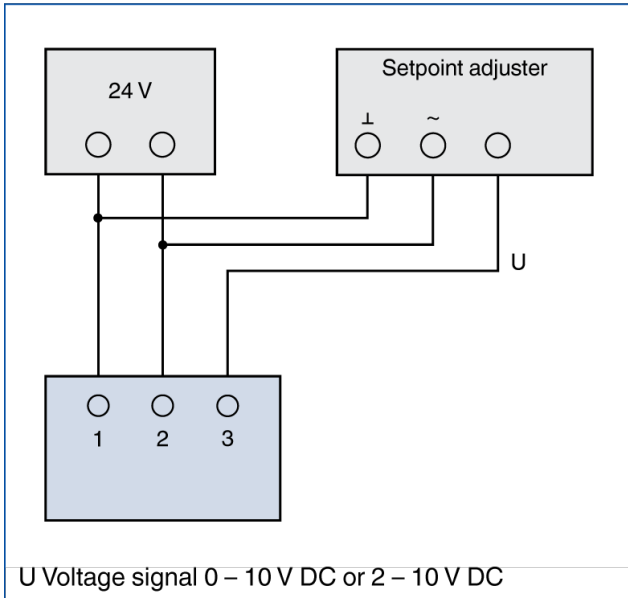 24 V
Setpoint adjuster
⊥ ~
U
1 2 3
U Voltage signal 0 – 10 V DC or 2 – 10 V DC